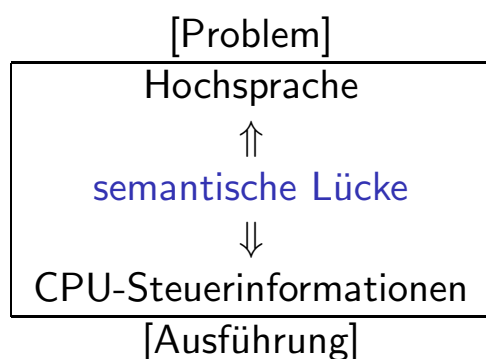 [Problem]
Hochsprache
⇑
semantische Lücke
⇓
CPU-Steuerinformationen
[Ausführung]